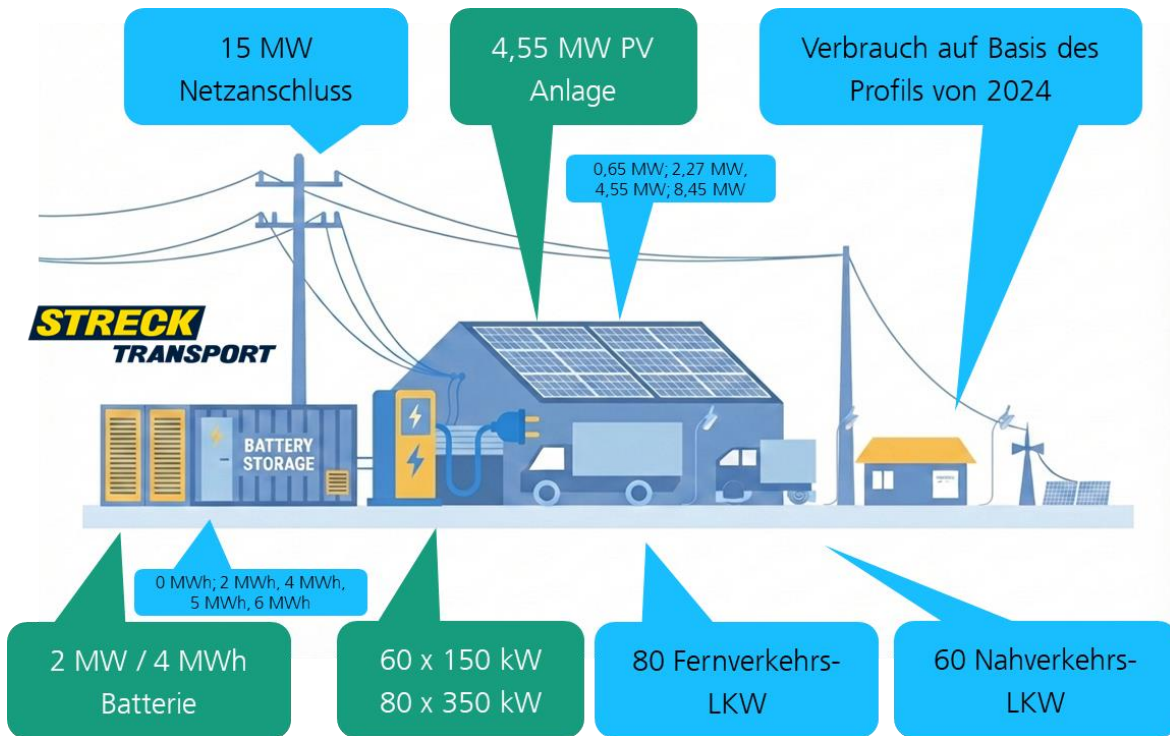 15 MW
Netzanschluss
4,55 MW PV
Anlage
Verbrauch auf Basis des
Profils von 2024
0,65 MW; 2,27 MW,
4,55 MW; 8,45 MW
STRECK
TRANSPORT
BATTERY
STORAGE
0 MWh; 2 MWh, 4 MWh,
5 MWh, 6 MWh
2 MW / 4 MWh
Batterie
60 x 150 kW
80 x 350 kW
80 Fernverkehrs-
LKW
60 Nahverkehrs-
LKW